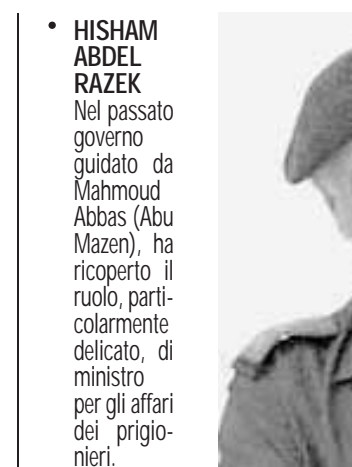 • HISHAM
ABDEL
RAZEK
Nel passato
governo
guidato da
Mahmoud
Abbas (Abu
Mazen), ha
ricoperto il
ruolo, parti-
colarmente
delicato, di
ministro
per gli affari
dei prigio-
nieri.